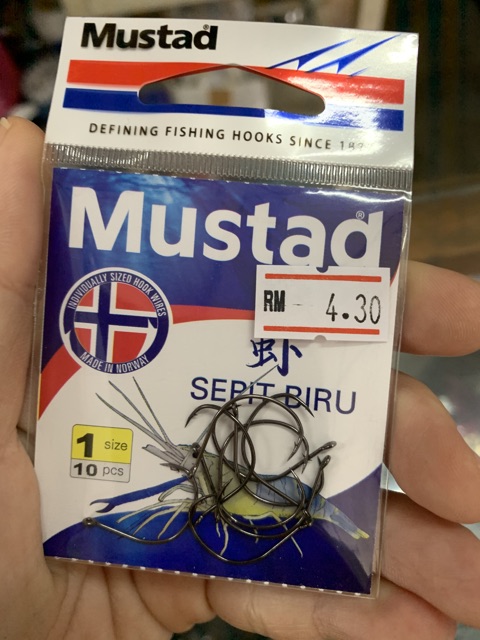 Mustad®
DEFINING FISHING HOOKS SINCE
Mustad®
INDIVIDUALLY SIZED HOOK WIRES
MADE IN NORWAY
RM - 4.30
虾
SEPIT BIRU
1 size
10 pcs